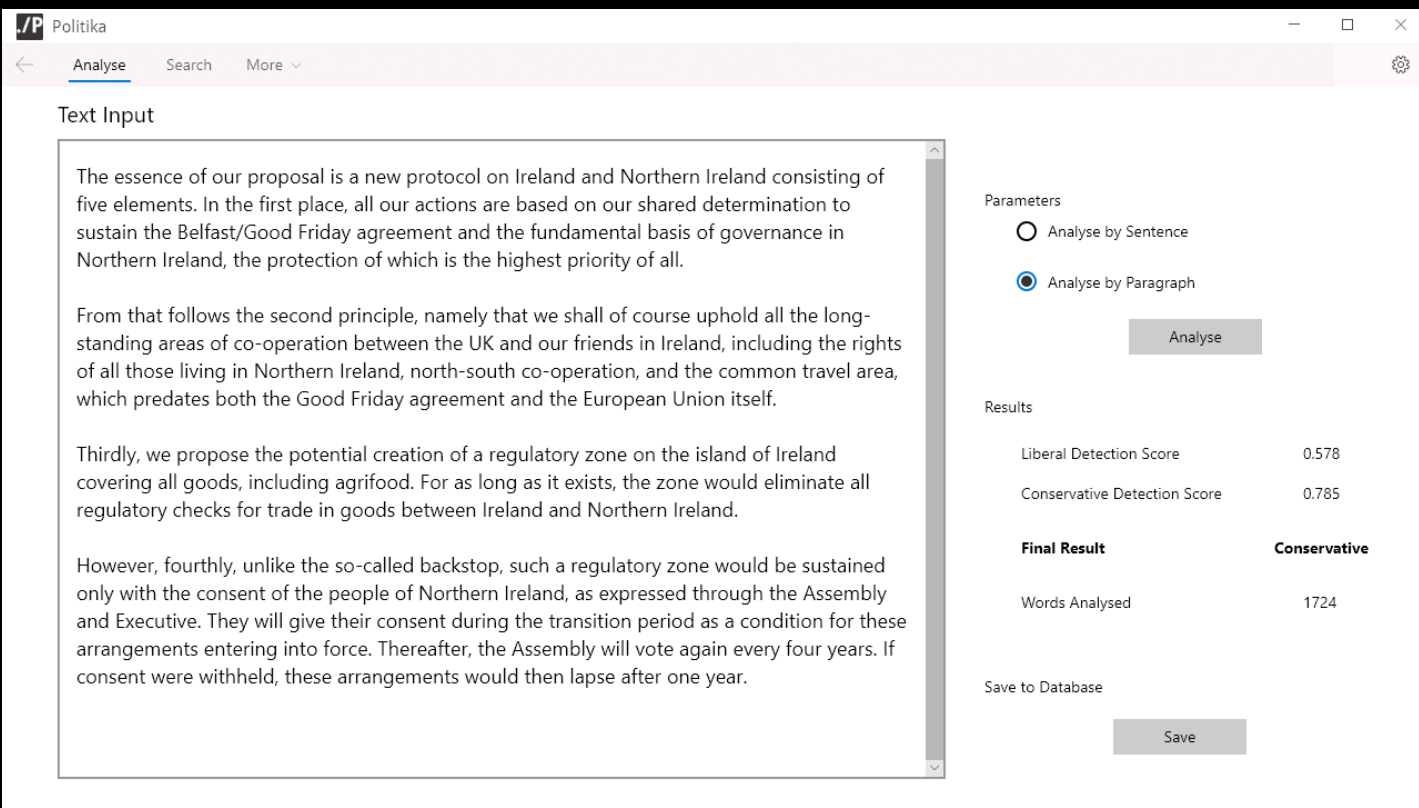 ./P Politika
Analyse Search More
Text Input
The essence of our proposal is a new protocol on Ireland and Northern Ireland consisting of
five elements. In the first place, all our actions are based on our shared determination to
sustain the Belfast/Good Friday agreement and the fundamental basis of governance in
Northern Ireland, the protection of which is the highest priority of all.
From that follows the second principle, namely that we shall of course uphold all the long-
standing areas of co-operation between the UK and our friends in Ireland, including the rights
of all those living in Northern Ireland, north-south co-operation, and the common travel area,
which predates both the Good Friday agreement and the European Union itself.
Thirdly, we propose the potential creation of a regulatory zone on the island of Ireland
covering all goods, including agrifood. For as long as it exists, the zone would eliminate all
regulatory checks for trade in goods between Ireland and Northern Ireland.
However, fourthly, unlike the so-called backstop, such a regulatory zone would be sustained
only with the consent of the people of Northern Ireland, as expressed through the Assembly
and Executive. They will give their consent during the transition period as a condition for these
arrangements entering into force. Thereafter, the Assembly will vote again every four years. If
consent were withheld, these arrangements would then lapse after one year.
Parameters
Analyse by Sentence
Analyse by Paragraph
Analyse
Results
Liberal Detection Score 0.578
Conservative Detection Score 0.785
Final Result Conservative
Words Analysed 1724
Save to Database
Save